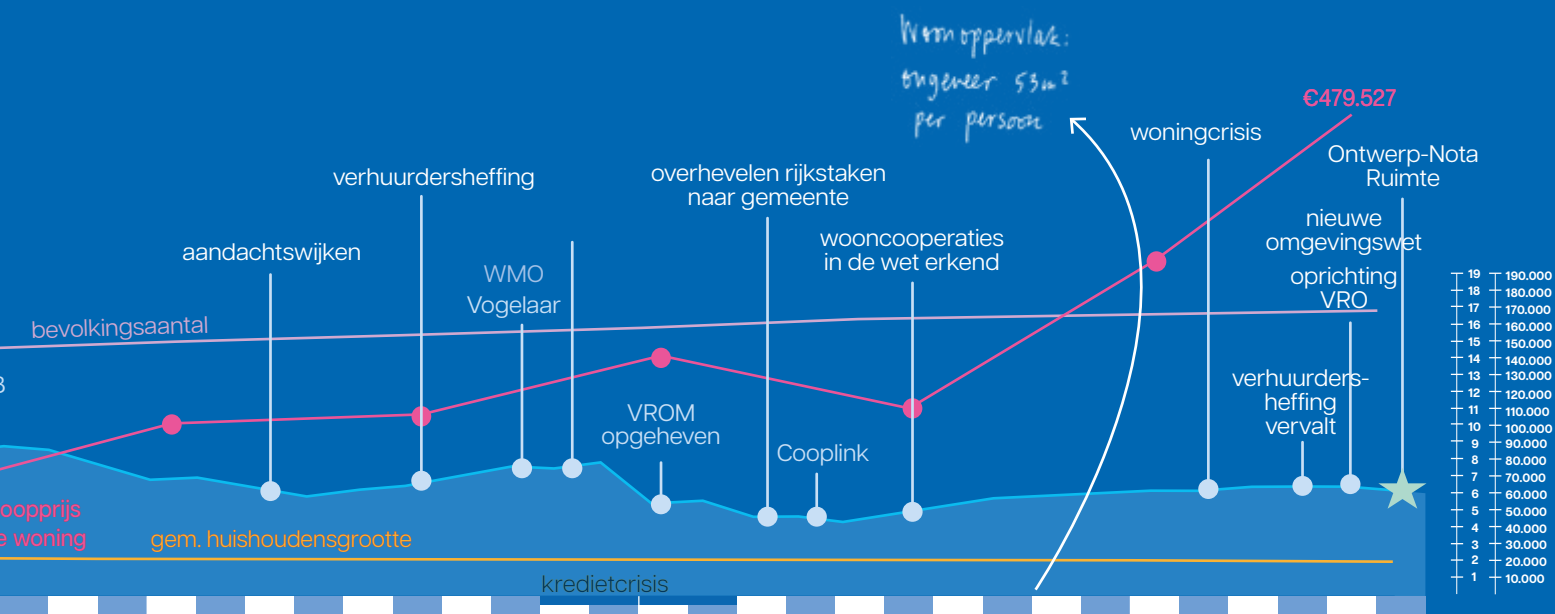 Woonoppervlak:
ongeveer 53m²
per persoon
€479.527
woningcrisis
Ontwerp-Nota
Ruimte
verhuurdersheffing
overhevelen rijkstaken
naar gemeente
nieuwe
omgevingswet
aandachtswijken
wooncooperaties
in de wet erkend
WMO
Vogelaar
oprichting
VRO
bevolkingsaantal
verhuurders-
heffing
vervalt
VROM
opgeheven
Cooplink
oopprijs
e woning
gem. huishoudensgrootte
kredietcrisis
19 190.000
18 180.000
17 170.000
16 160.000
15 150.000
14 140.000
13 130.000
12 120.000
11 110.000
10 100.000
9 90.000
8 80.000
7 70.000
6 60.000
5 50.000
4 40.000
3 30.000
2 20.000
1 10.000